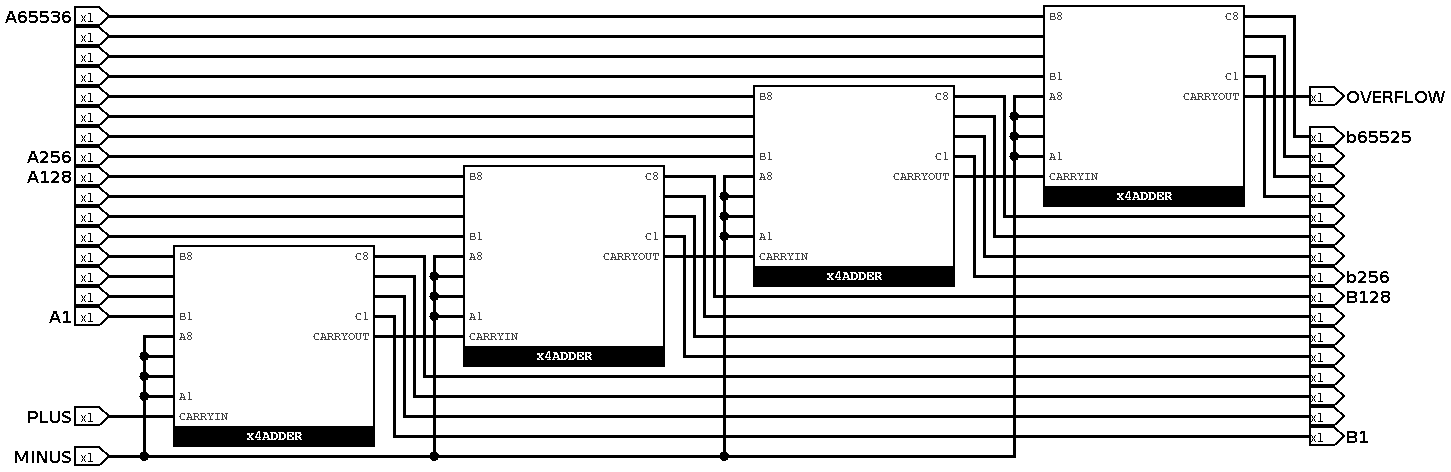 A65536 x1 B8 C8
x1
x1
x1 B1 C1
x1 B8 C8 A8 CARRYOUT x1 OVERFLOW
x1
x1 x1 b65525
A256 x1 B1 C1 A1 x1
A128 x1 B8 C8 A8 CARRYOUT CARRYIN x1
x1 x4ADDER x1
x1 x1
x1 B1 C1 A1 x1
x1 B8 C8 A8 CARRYOUT CARRYIN x1
x1 x4ADDER x1 b256
x1 x1 B128
A1 x1 B1 C1 A1 x1
A8 CARRYOUT CARRYIN x1
x4ADDER x1
x1
A1 x1
PLUS x1 CARRYIN x1
x4ADDER x1 B1
MINUS x1